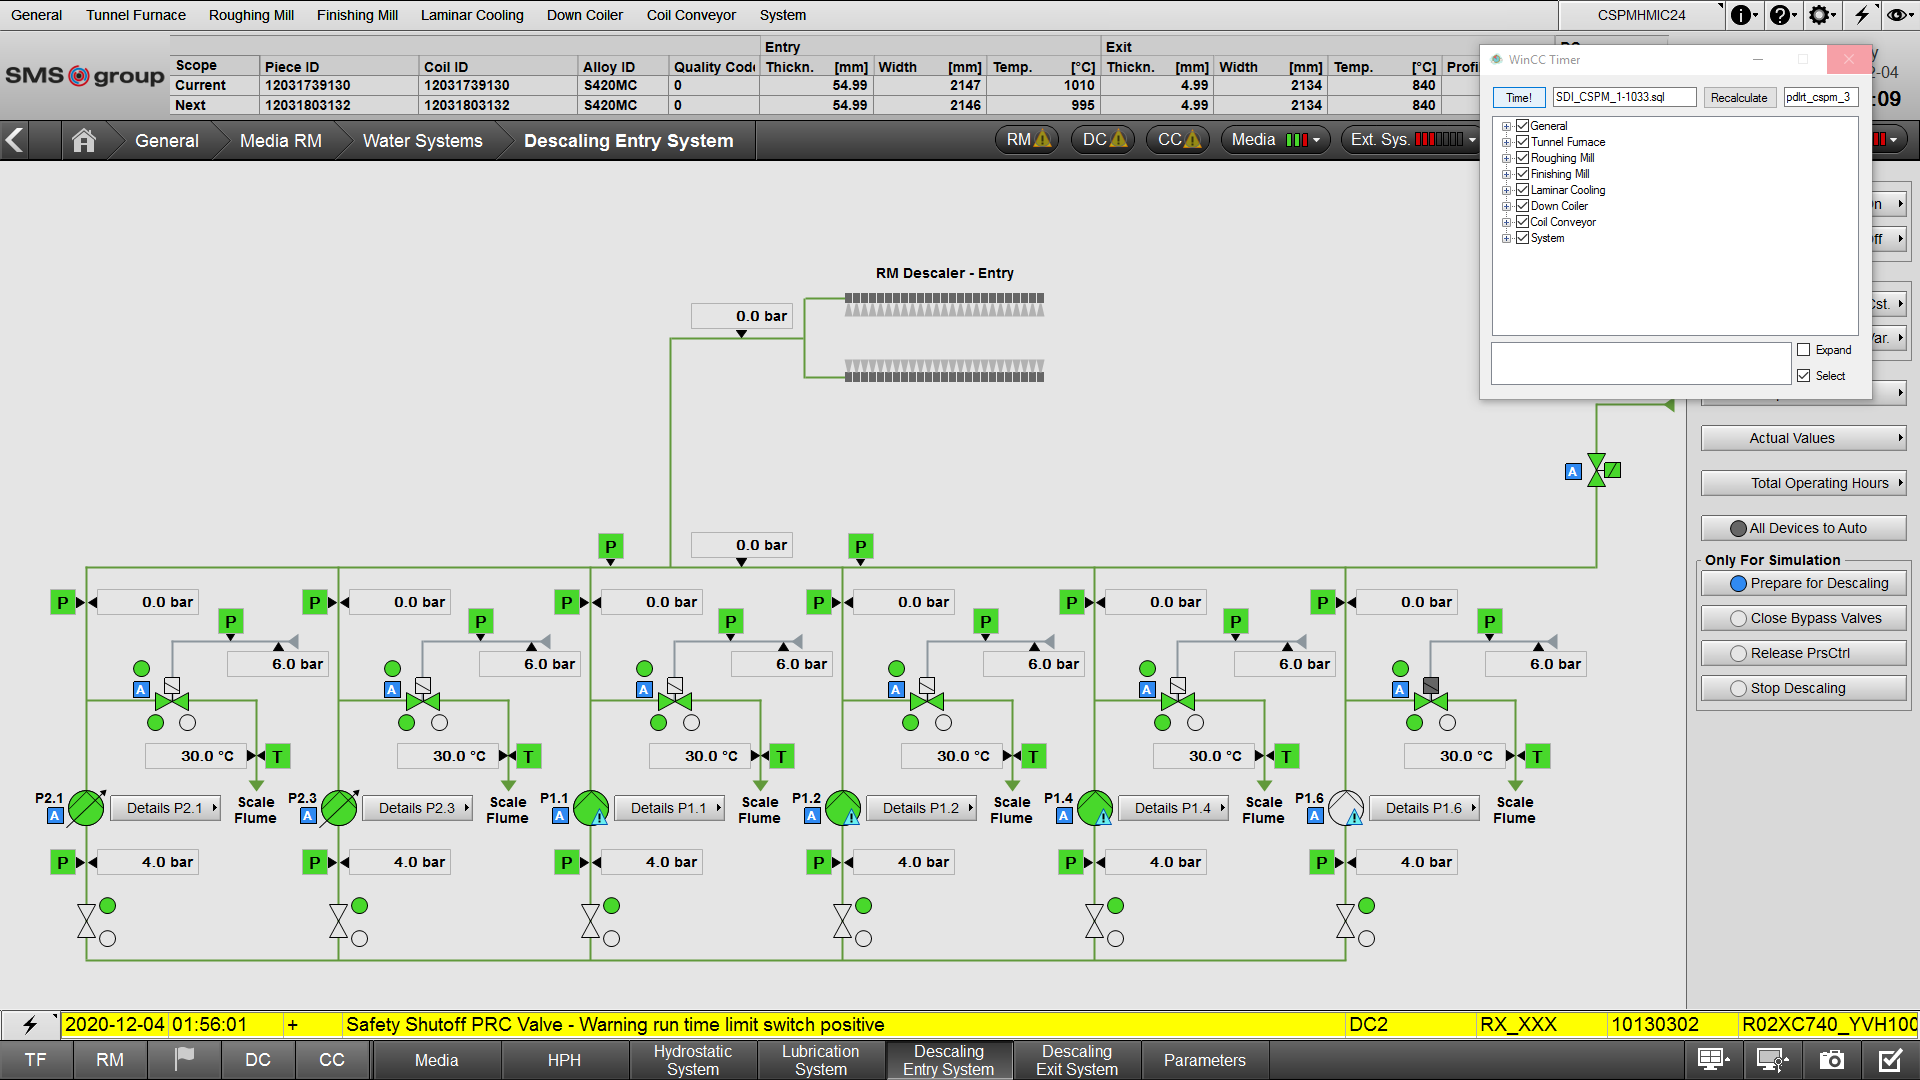 General Tunnel Furnace Roughing Mill Finishing Mill Laminar Cooling Down Coiler Coil Conveyor System CSPMHMIC24
SMS group
Entry Exit
Scope Piece ID Coil ID Alloy ID Quality Code Thickn. [mm] Width [mm] Temp. [°C] Thickn. [mm] Width [mm] Temp. [°C] Profi
Current 12031739130 12031739130 S420MC 0 54.99 2147 1010 4.99 2134 840
Next 12031803132 12031803132 S420MC 0 54.99 2146 995 4.99 2134 840
-04
:09
General Media RM Water Systems Descaling Entry System RM DC CC Media Ext. Sys.
WinCC Timer
Time! SDI_CSPM_1-1033.sql Recalculate pdlrt_cspm_3
General
Tunnel Furnace
Roughing Mill
Finishing Mill
Laminar Cooling
Down Coiler
Coil Conveyor
System
Expand
Select
Cst.
Actual Values
Total Operating Hours
All Devices to Auto
Only For Simulation
Prepare for Descaling
Close Bypass Valves
Release PrsCtrl
Stop Descaling
RM Descaler - Entry
0.0 bar
A
P 0.0 bar P
P 0.0 bar P 0.0 bar P 0.0 bar P 0.0 bar P 0.0 bar P 0.0 bar
P P P P P P
6.0 bar 6.0 bar 6.0 bar 6.0 bar 6.0 bar 6.0 bar
A A A A A A
30.0 °C T 30.0 °C T 30.0 °C T 30.0 °C T 30.0 °C T 30.0 °C T
P2.1 A Details P2.1 Scale Flume P2.3 A Details P2.3 Scale Flume P1.1 A Details P1.1 Scale Flume P1.2 A Details P1.2 Scale Flume P1.4 A Details P1.4 Scale Flume P1.6 A Details P1.6 Scale Flume
P 4.0 bar P 4.0 bar P 4.0 bar P 4.0 bar P 4.0 bar P 4.0 bar
2020-12-04 01:56:01 + Safety Shutoff PRC Valve - Warning run time limit switch positive DC2 RX_XXX 10130302 R02XC740_YVH100
TF RM DC CC Media HPH Hydrostatic System Lubrication System Descaling Entry System Descaling Exit System Parameters